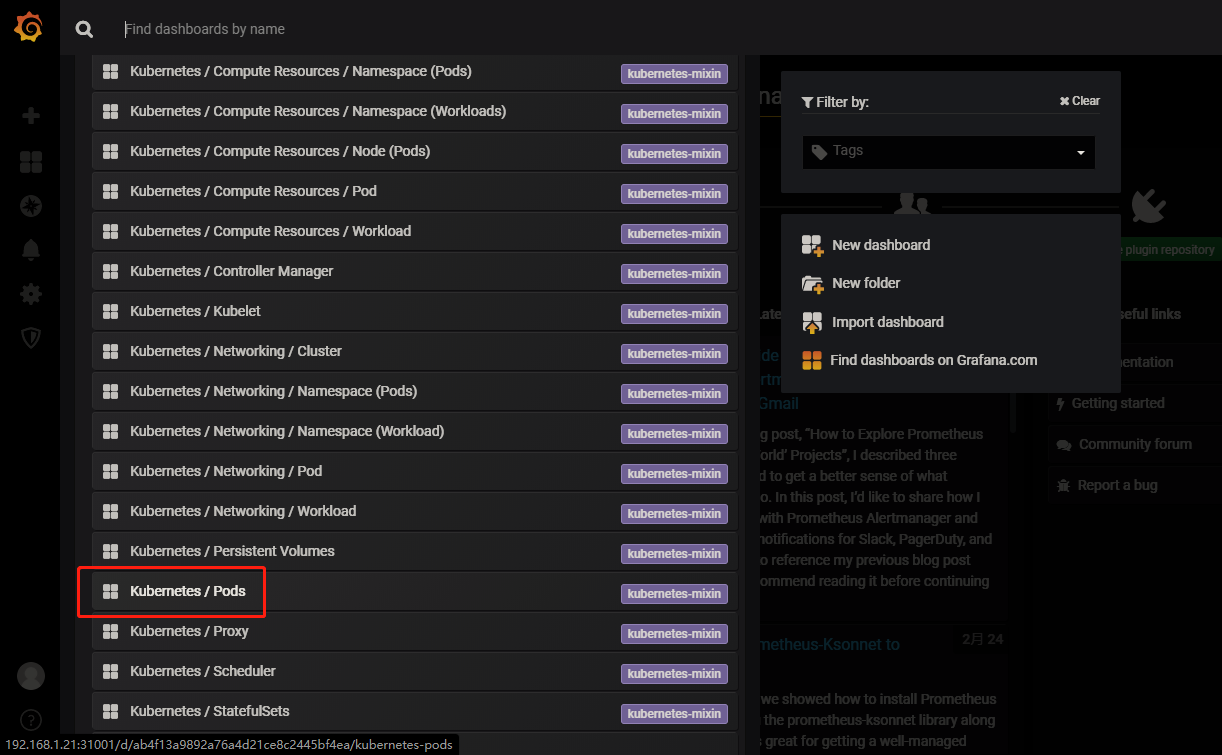 Find dashboards by name
Kubernetes / Compute Resources / Namespace (Pods)
kubernetes-mixin
Kubernetes / Compute Resources / Namespace (Workloads)
kubernetes-mixin
Kubernetes / Compute Resources / Node (Pods)
kubernetes-mixin
Kubernetes / Compute Resources / Pod
kubernetes-mixin
Kubernetes / Compute Resources / Workload
kubernetes-mixin
Kubernetes / Controller Manager
kubernetes-mixin
Kubernetes / Kubelet
kubernetes-mixin
Kubernetes / Networking / Cluster
kubernetes-mixin
Kubernetes / Networking / Namespace (Pods)
kubernetes-mixin
Kubernetes / Networking / Namespace (Workload)
kubernetes-mixin
Kubernetes / Networking / Pod
kubernetes-mixin
Kubernetes / Networking / Workload
kubernetes-mixin
Kubernetes / Persistent Volumes
kubernetes-mixin
Kubernetes / Pods
kubernetes-mixin
Kubernetes / Proxy
kubernetes-mixin
Kubernetes / Scheduler
kubernetes-mixin
Kubernetes / StatefulSets
kubernetes-mixin
192.168.1.21:31001/d/ab4f13a9892a76a4d21ce8c2445bf4ea/kubernetes-pods
Filter by:
Clear
Tags
New dashboard
New folder
Import dashboard
Find dashboards on Grafana.com
plugin repository
seful links
entation
Getting started
Community forum
Report a bug
Gmail
g post, “How to Explore Prometheus
orld’ Projects”, I described three
d to get a better sense of what
o. In this post, I’d like to share how I
with Prometheus Alertmanager and
notifications for Slack, PagerDuty, and
o reference my previous blog post
ommend reading it before continuing
metheus-Ksonnet to
2月 24
we showed how to install Prometheus
the prometheus-ksonnet library along
s great for getting a well-managed